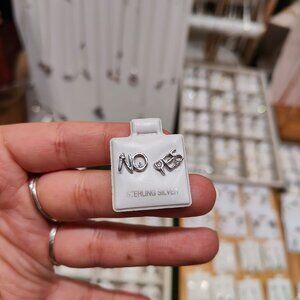 NO YES
STERLING SILVER